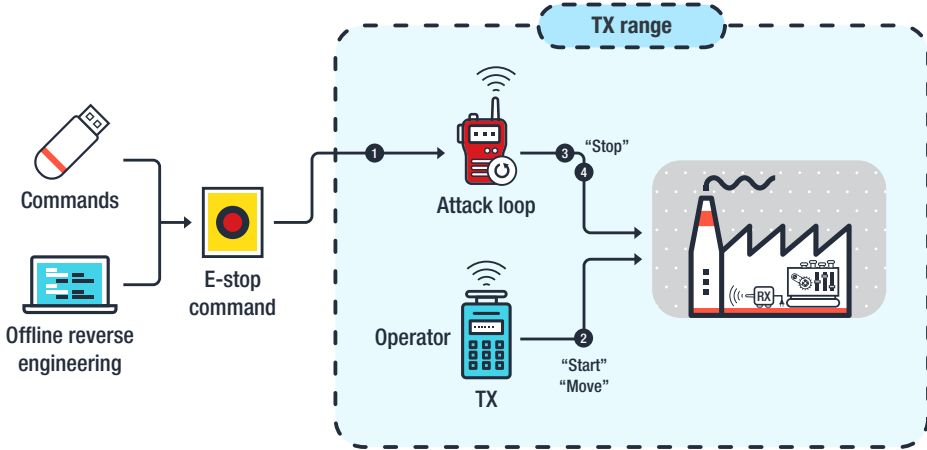 TX range
1
3
"Stop"
4
Commands
Attack loop
E-stop
command
Offline reverse
engineering
Operator
TX
2
"Start"
"Move"
RX